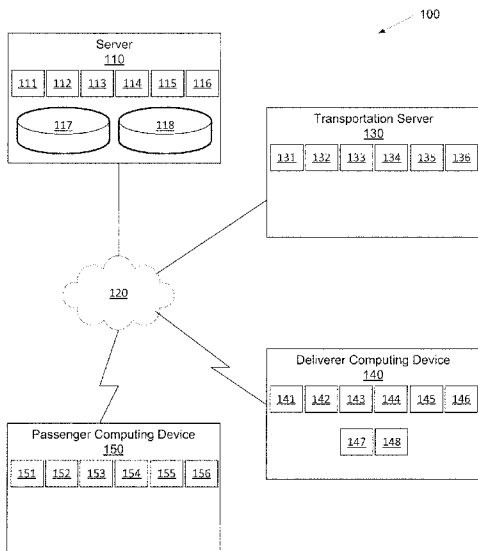 100
Server
110
111 112 113 114 115 116
117 118
Transportation Server
130
131 132 133 134 135 136
120
Deliverer Computing Device
140
141 142 143 144 145 146
147 148
Passenger Computing Device
150
151 152 153 154 155 156